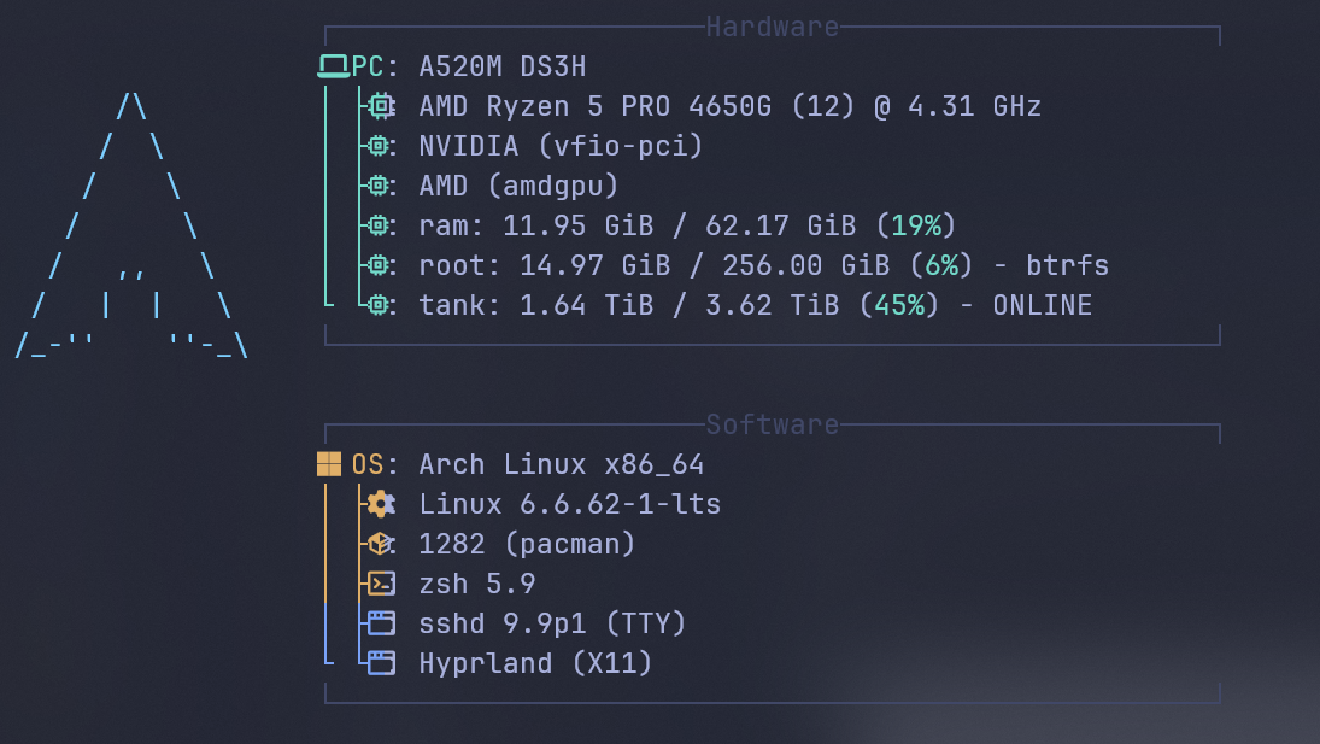 Hardware
PC: A520M DS3H
: AMD Ryzen 5 PRO 4650G (12) @ 4.31 GHz
: NVIDIA (vfio-pci)
: AMD (amdgpu)
: ram: 11.95 GiB / 62.17 GiB (19%)
: root: 14.97 GiB / 256.00 GiB (6%) - btrfs
: tank: 1.64 TiB / 3.62 TiB (45%) - ONLINE
Software
OS: Arch Linux x86_64
Linux 6.6.62-1-lts
: 1282 (pacman)
zsh 5.9
sshd 9.9p1 (TTY)
Hyprland (X11)